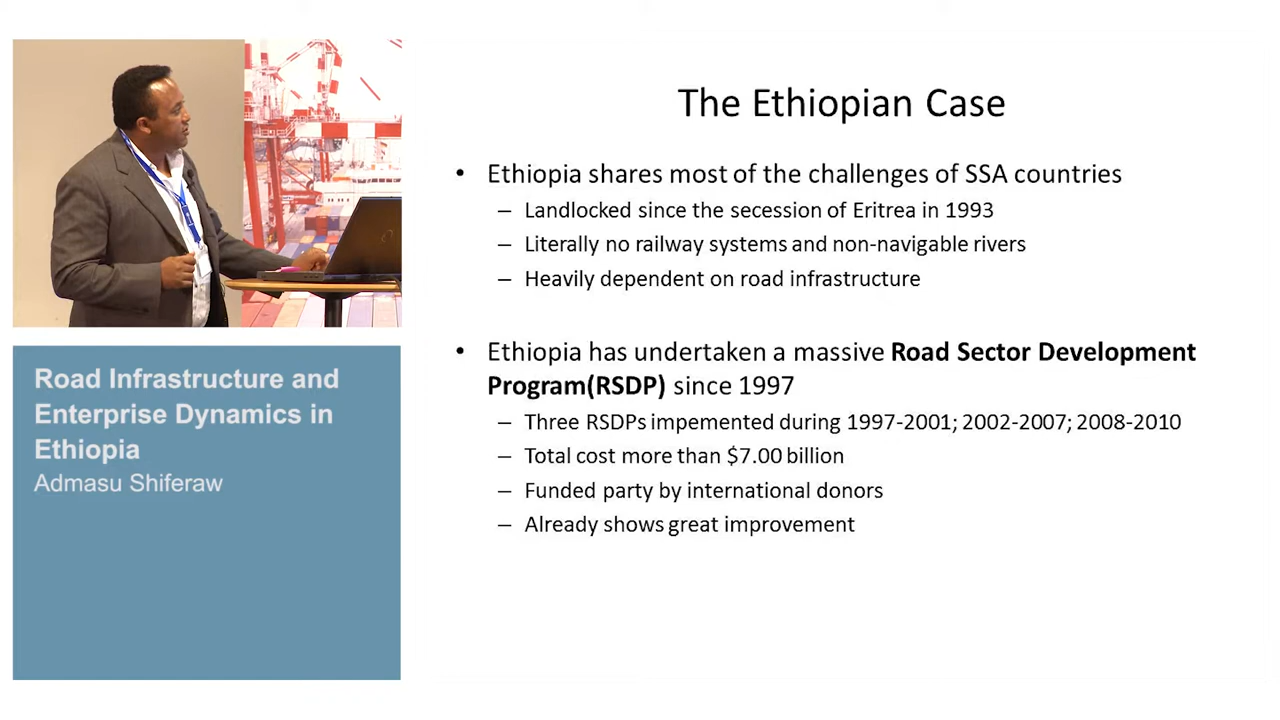 The Ethiopian Case
• Ethiopia shares most of the challenges of SSA countries
– Landlocked since the secession of Eritrea in 1993
– Literally no railway systems and non-navigable rivers
– Heavily dependent on road infrastructure
• Ethiopia has undertaken a massive Road Sector Development
Program(RSDP) since 1997
– Three RSDPs impemented during 1997-2001; 2002-2007; 2008-2010
– Total cost more than $7.00 billion
– Funded party by international donors
– Already shows great improvement
Road Infrastructure and
Enterprise Dynamics in
Ethiopia
Admasu Shiferaw